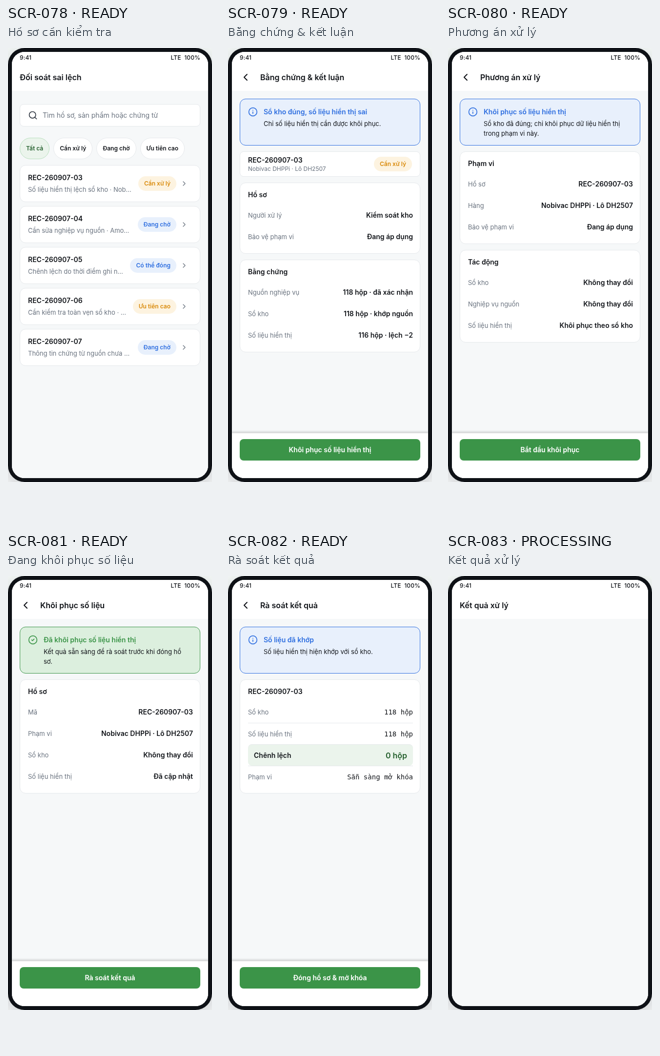 SCR-078 · READY
Hồ sơ cần kiểm tra
9:41
LTE 100%
Đối soát sai lệch
Tìm hồ sơ, sản phẩm hoặc chứng từ
Tất cả
Cần xử lý
Đang chờ
Ưu tiên cao
REC-260907-03
Số liệu hiển thị lệch sổ kho · Nob...
Cần xử lý
REC-260907-04
Cần sửa nghiệp vụ nguồn · Amo...
Đang chờ
REC-260907-05
Chênh lệch do thời điểm ghi n...
Có thể đóng
REC-260907-06
Cần kiểm tra toàn vẹn sổ kho · ...
Ưu tiên cao
REC-260907-07
Thông tin chứng từ nguồn chưa ...
Đang chờ
SCR-079 · READY
Bằng chứng & kết luận
9:41
LTE 100%
Bằng chứng & kết luận
Sổ kho đúng, số liệu hiển thị sai
Chỉ số liệu hiển thị cần được khôi phục.
REC-260907-03
Nobivac DHPPi · Lô DH2507
Cần xử lý
Hồ sơ
Người xử lý
Kiểm soát kho
Bảo vệ phạm vi
Đang áp dụng
Bằng chứng
Nguồn nghiệp vụ
118 hộp · đã xác nhận
Sổ kho
118 hộp · khớp nguồn
Số liệu hiển thị
116 hộp · lệch −2
Khôi phục số liệu hiển thị
SCR-080 · READY
Phương án xử lý
9:41
LTE 100%
Phương án xử lý
Khôi phục số liệu hiển thị
Sổ kho đã đúng; chỉ khôi phục dữ liệu hiển thị
trong phạm vi này.
Phạm vi
Hồ sơ
REC-260907-03
Hàng
Nobivac DHPPi · Lô DH2507
Bảo vệ phạm vi
Đang áp dụng
Tác động
Sổ kho
Không thay đổi
Nghiệp vụ nguồn
Không thay đổi
Số liệu hiển thị
Khôi phục theo sổ kho
Bắt đầu khôi phục
SCR-081 · READY
Đang khôi phục số liệu
9:41
LTE 100%
Khôi phục số liệu
Đã khôi phục số liệu hiển thị
Kết quả sẵn sàng để rà soát trước khi đóng hồ
sơ.
Hồ sơ
Mã
REC-260907-03
Phạm vi
Nobivac DHPPi · Lô DH2507
Sổ kho
Không thay đổi
Số liệu hiển thị
Đã cập nhật
Rà soát kết quả
SCR-082 · READY
Rà soát kết quả
9:41
LTE 100%
Rà soát kết quả
Số liệu đã khớp
Số liệu hiển thị hiện khớp với sổ kho.
REC-260907-03
Sổ kho
118 hộp
Số liệu hiển thị
118 hộp
Chênh lệch
0 hộp
Phạm vi
Sẵn sàng mở khóa
Đóng hồ sơ & mở khóa
SCR-083 · PROCESSING
Kết quả xử lý
9:41
LTE 100%
Kết quả xử lý